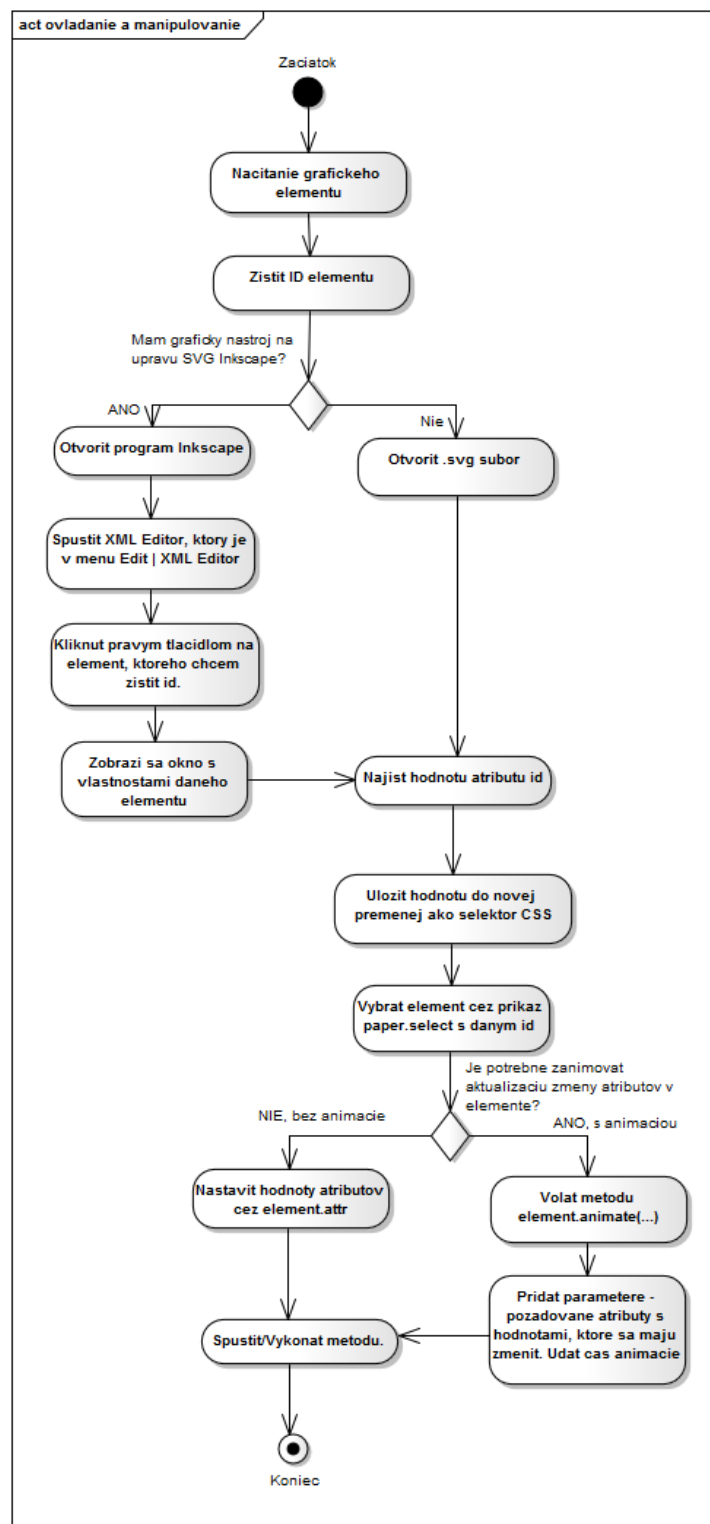 act ovladanie a manipulovanie
Zaciatok
Nacitanie grafickeho
elementu
Zistit ID elementu
Mam graficky nastroj na
upravu SVG Inkscape?
ANO
Nie
Otvorit program Inkscape
Otvorit .svg subor
Spustit XML Editor, ktory je
v menu Edit | XML Editor
Kliknut pravym tlacidlom na
element, ktoreho chcem
zistit id.
Zobrazi sa okno s
vlastnostami daneho
elementu
Najist hodnotu atributu id
Ulozit hodnotu do novej
premenej ako selektor CSS
Vybrat element cez prikaz
paper.select s danym id
Je potrebne zanimovat
aktualizaciu zmeny atributov v
elemente?
NIE, bez animacie
ANO, s animaciou
Nastavit hodnoty atributov
cez element.attr
Volat metodu
element.animate(...)
Pridat parametere -
pozadovane atributy s
hodnotami, ktore sa maju
zmenit. Udat cas animacie
Spustit/Vykonat metodu.
Koniec